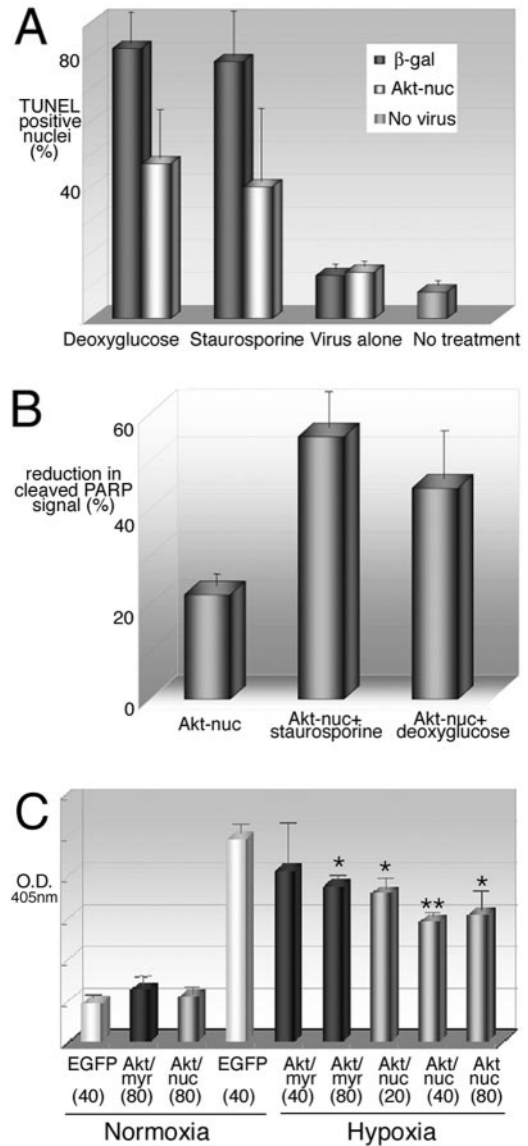 A
80
TUNEL
positive
nuclei
(%)
40
β-gal
Akt-nuc
No virus
Deoxyglucose Staurosporine Virus alone No treatment
B
60
reduction in
cleaved PARP
signal (%)
40
20
0
Akt-nuc Akt-nuc+ staurosporine Akt-nuc+ deoxyglucose
C
O.D.
405nm
* * ** *
EGFP Akt/ Akt/ EGFP Akt/ Akt/ Akt/ Akt/ Akt
myr nuc myr myr nuc nuc nuc
(40) (80) (80) (40) (40) (80) (20) (40) (80)
Normoxia Hypoxia